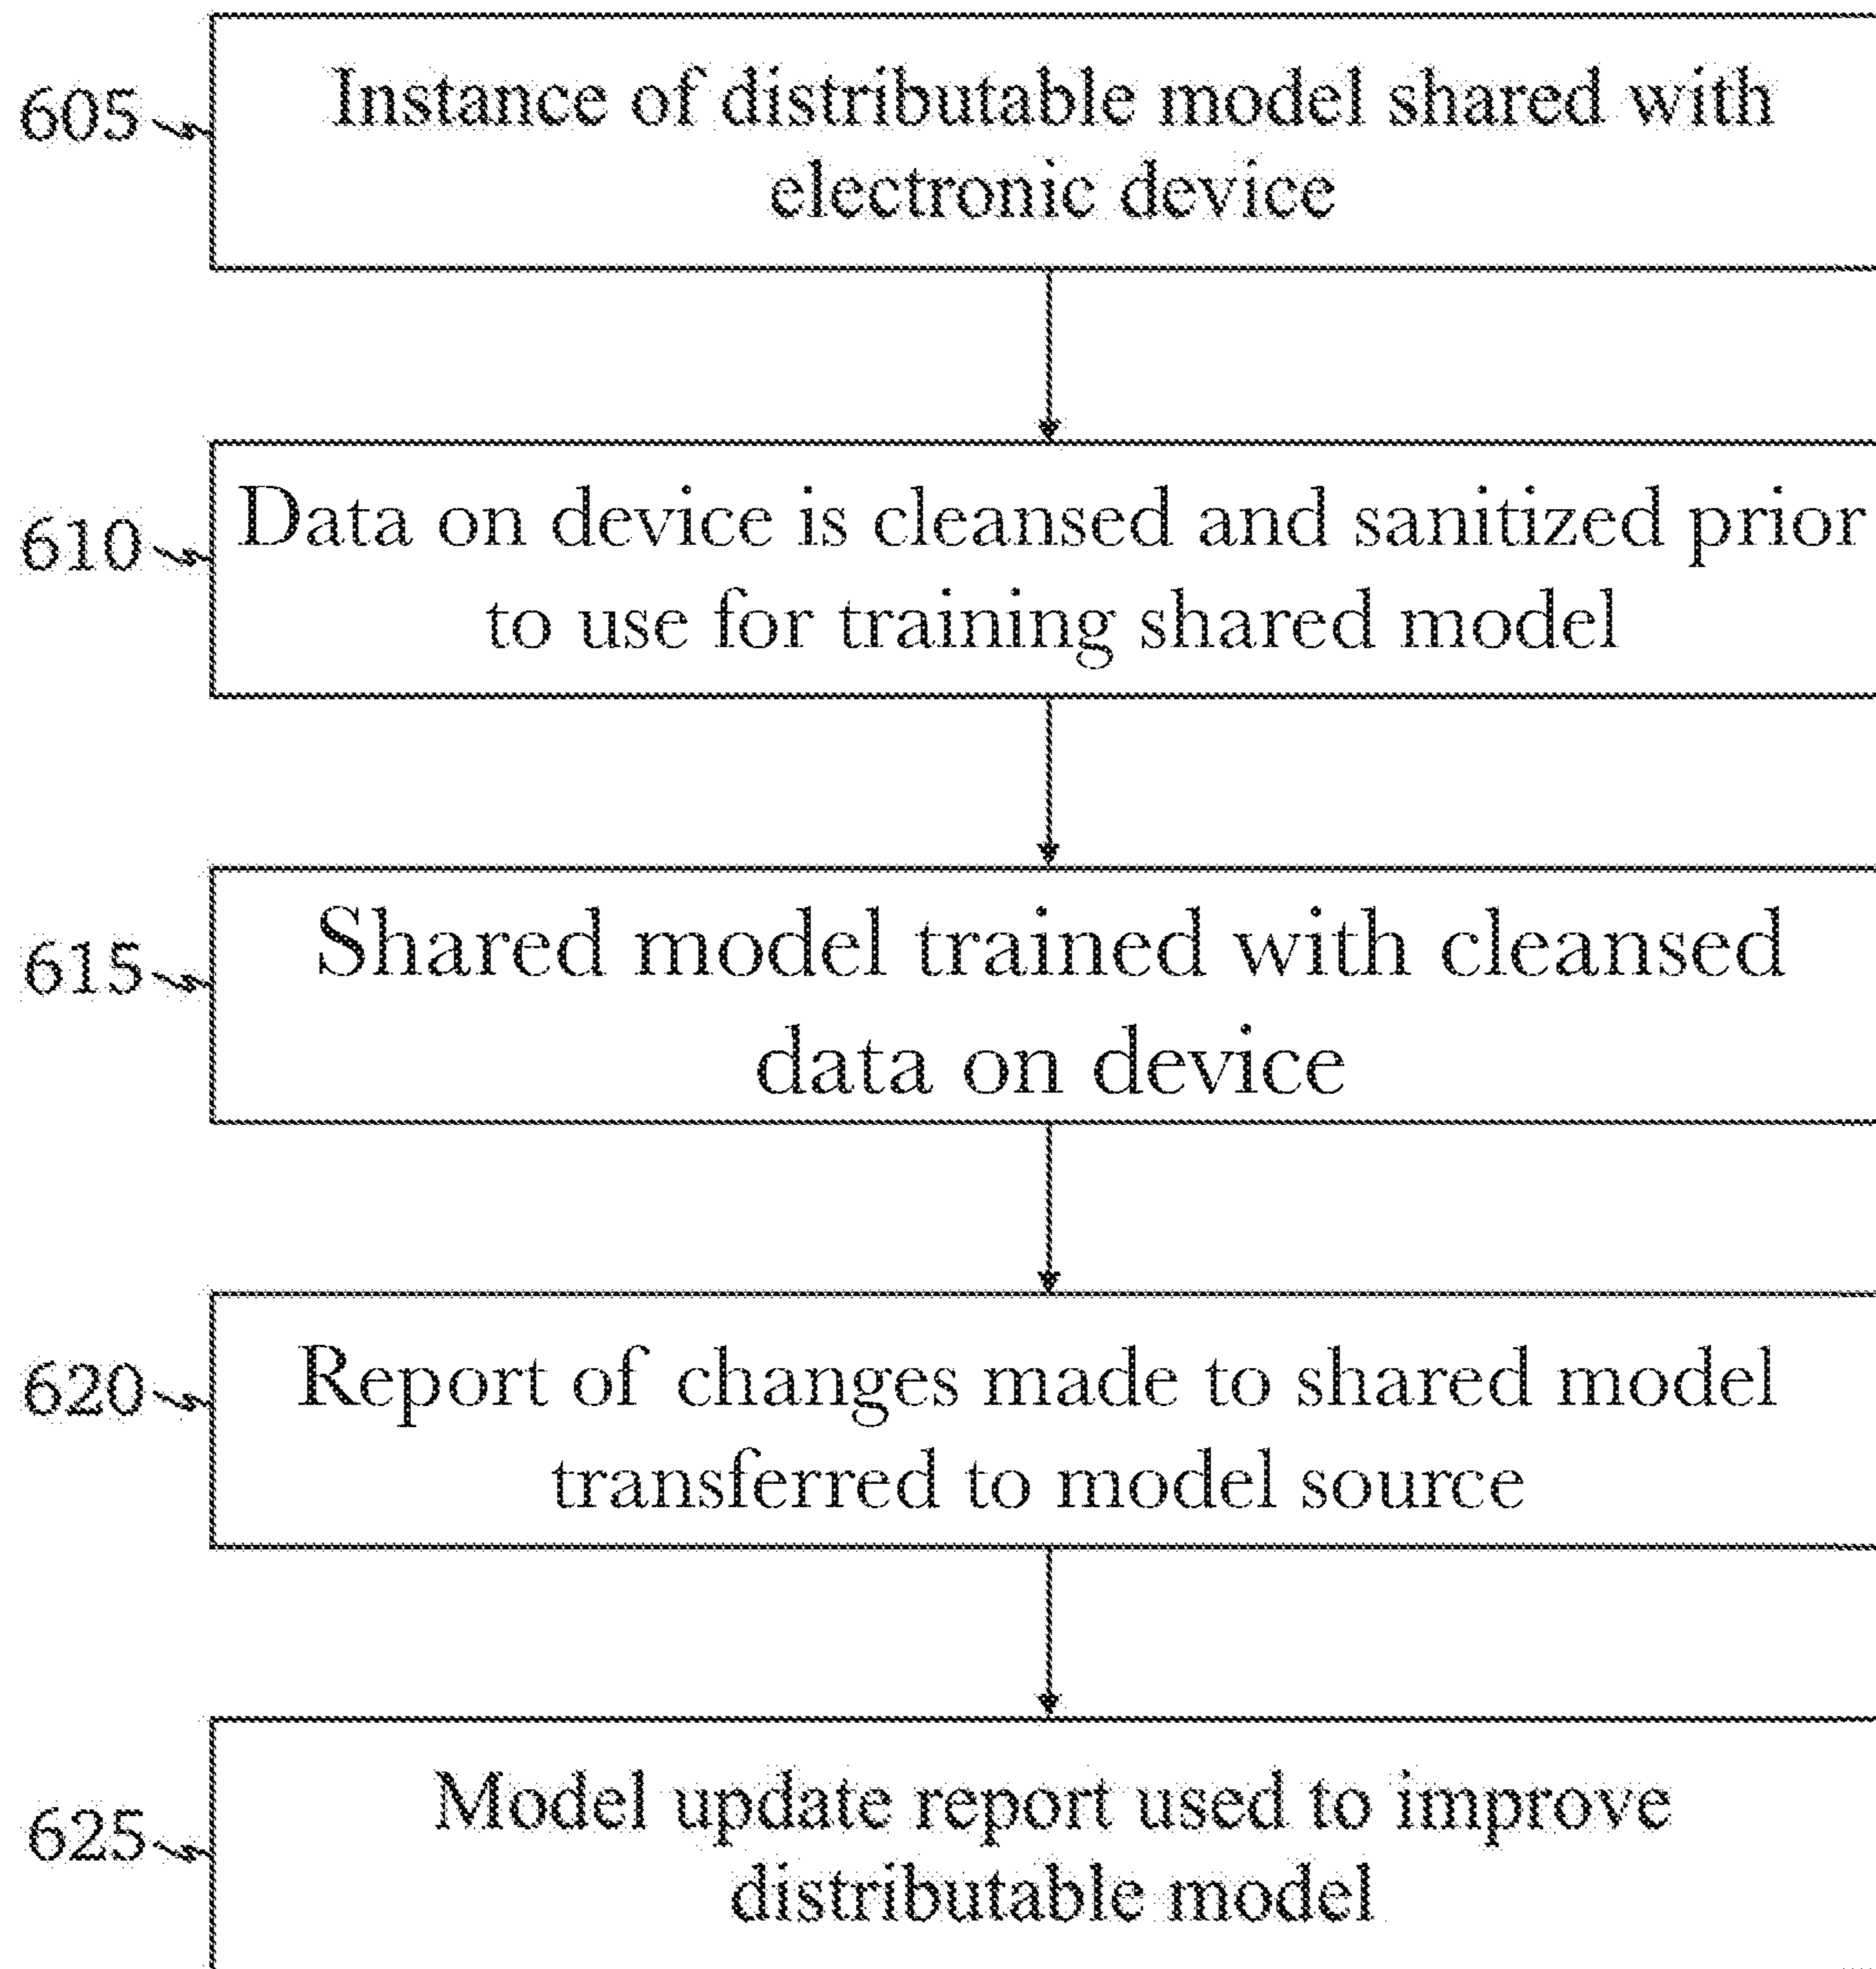 605
Instance of distributable model shared with
electronic device
610
Data on device is cleansed and sanitized prior
to use for training shared model
615
Shared model trained with cleansed
data on device
620
Report of changes made to shared model
transferred to model source
625
Model update report used to improve
distributable model